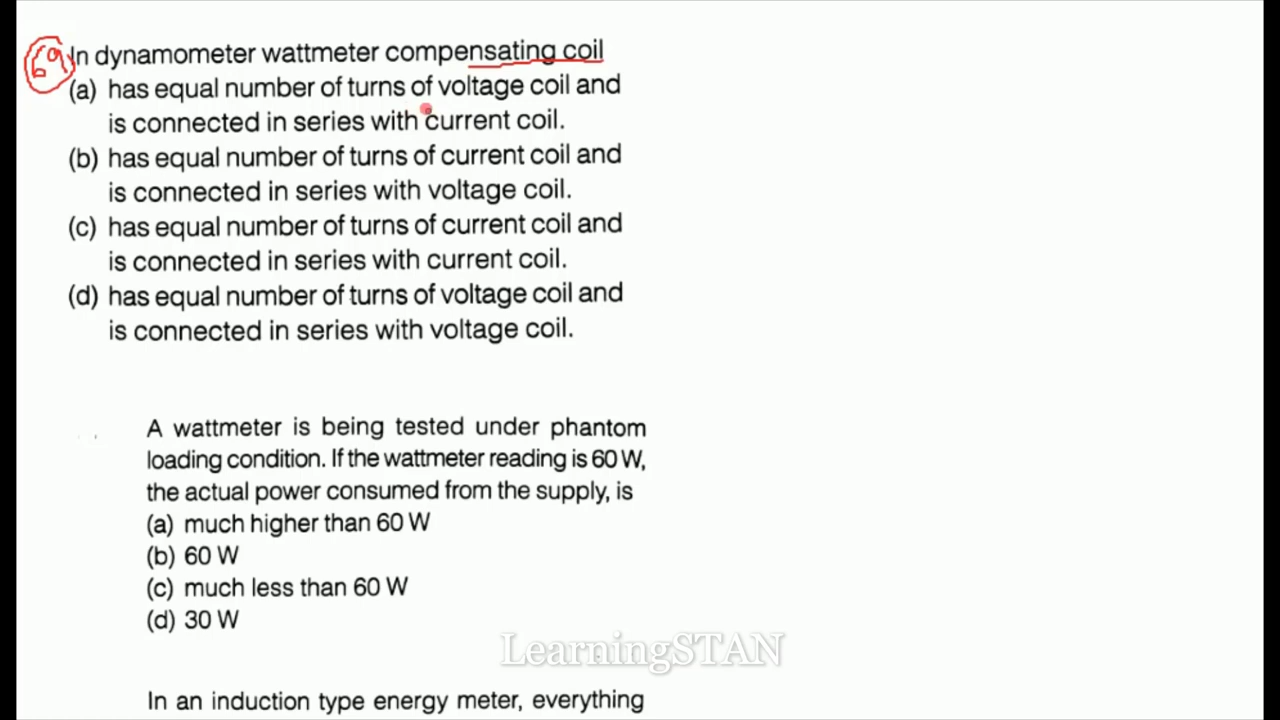 69
In dynamometer wattmeter compensating coil
(a) has equal number of turns of voltage coil and
is connected in series with current coil.
(b) has equal number of turns of current coil and
is connected in series with voltage coil.
(c) has equal number of turns of current coil and
is connected in series with current coil.
(d) has equal number of turns of voltage coil and
is connected in series with voltage coil.
A wattmeter is being tested under phantom
loading condition. If the wattmeter reading is 60 W,
the actual power consumed from the supply, is
(a) much higher than 60 W
(b) 60 W
(c) much less than 60 W
(d) 30 W
LearningSTAN
In an induction type energy meter, everything